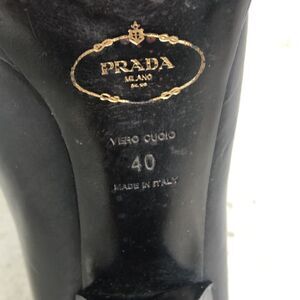 PRADA
MILANO
VERO CUOIO
40
MADE IN ITALY